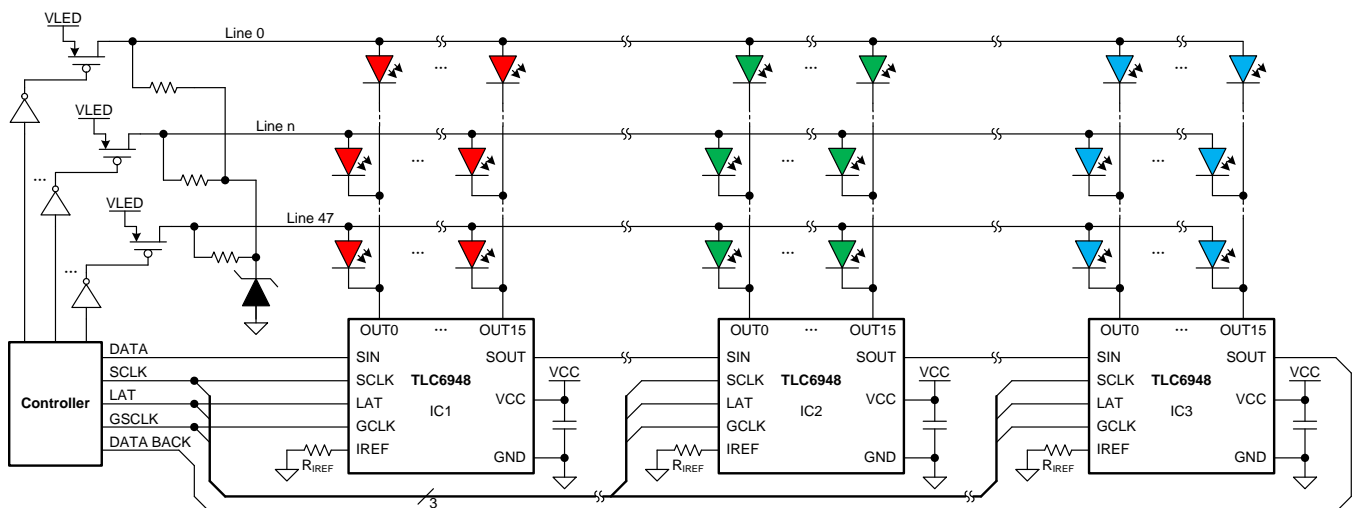 VLED
Line 0
... ... ...
VLED
Line n
... ... ... ...
VLED
Line 47
... ... ... ...
OUT0 ... OUT15 OUT0 ... OUT15 OUT0 ... OUT15
Controller
DATA
SCLK
LAT
GSCLK
DATA BACK
SIN SOUT
SCLK TLC6948
LAT VCC
IC1
GCLK
IREF GND
RIREF
VCC
SIN SOUT
SCLK TLC6948
LAT VCC
IC2
GCLK
IREF GND
RIREF
VCC
SIN SOUT
SCLK TLC6948
LAT VCC
IC3
GCLK
IREF GND
RIREF
VCC
3